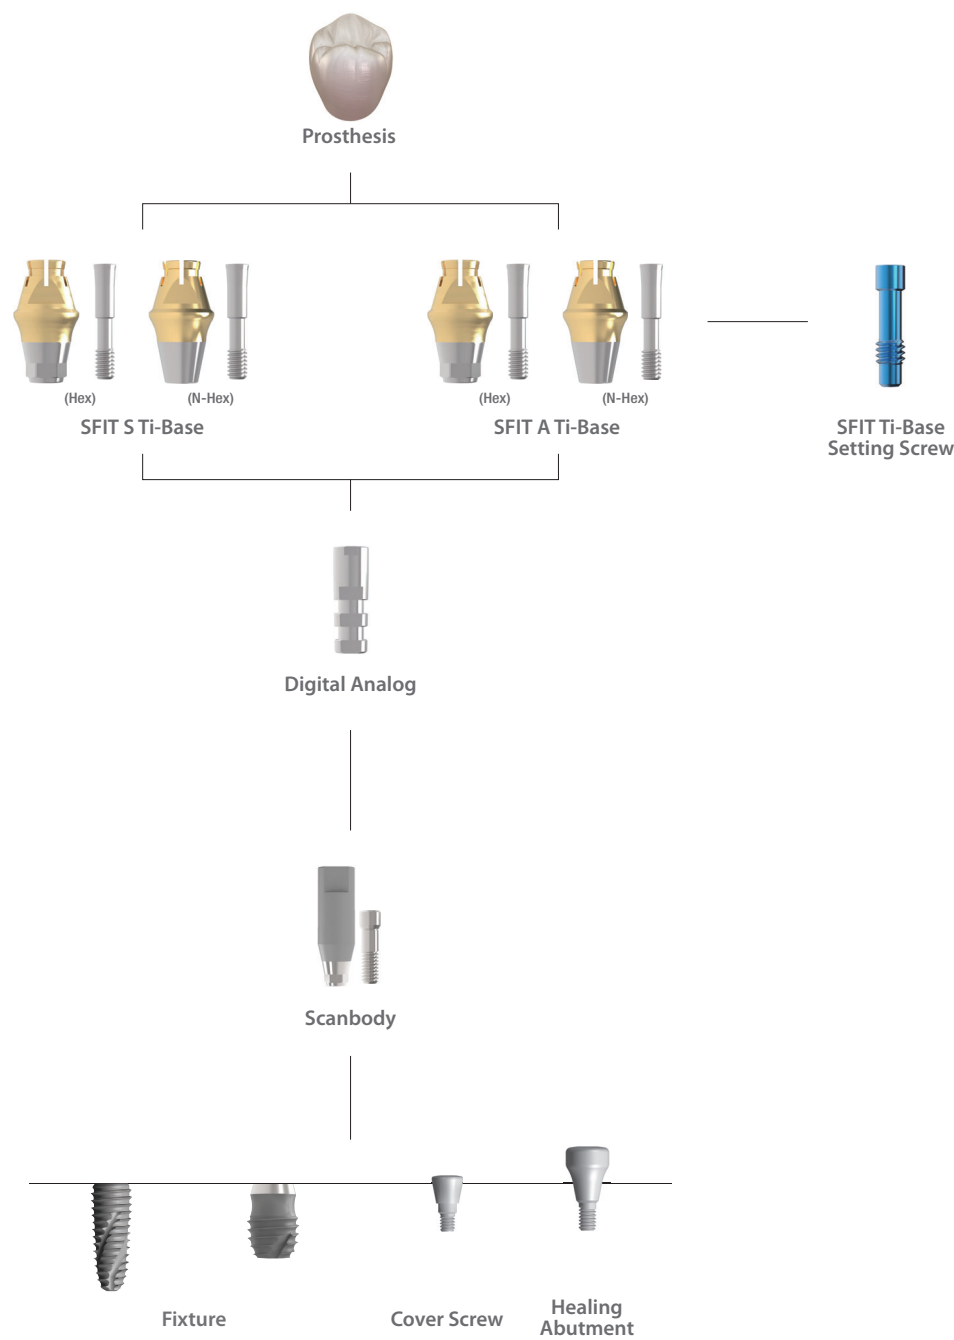 Prosthesis
(Hex)
(N-Hex)
(Hex)
(N-Hex)
SFIT S Ti-Base
SFIT A Ti-Base
SFIT Ti-Base
Setting Screw
Digital Analog
Scanbody
Fixture
Cover Screw
Healing
Abutment